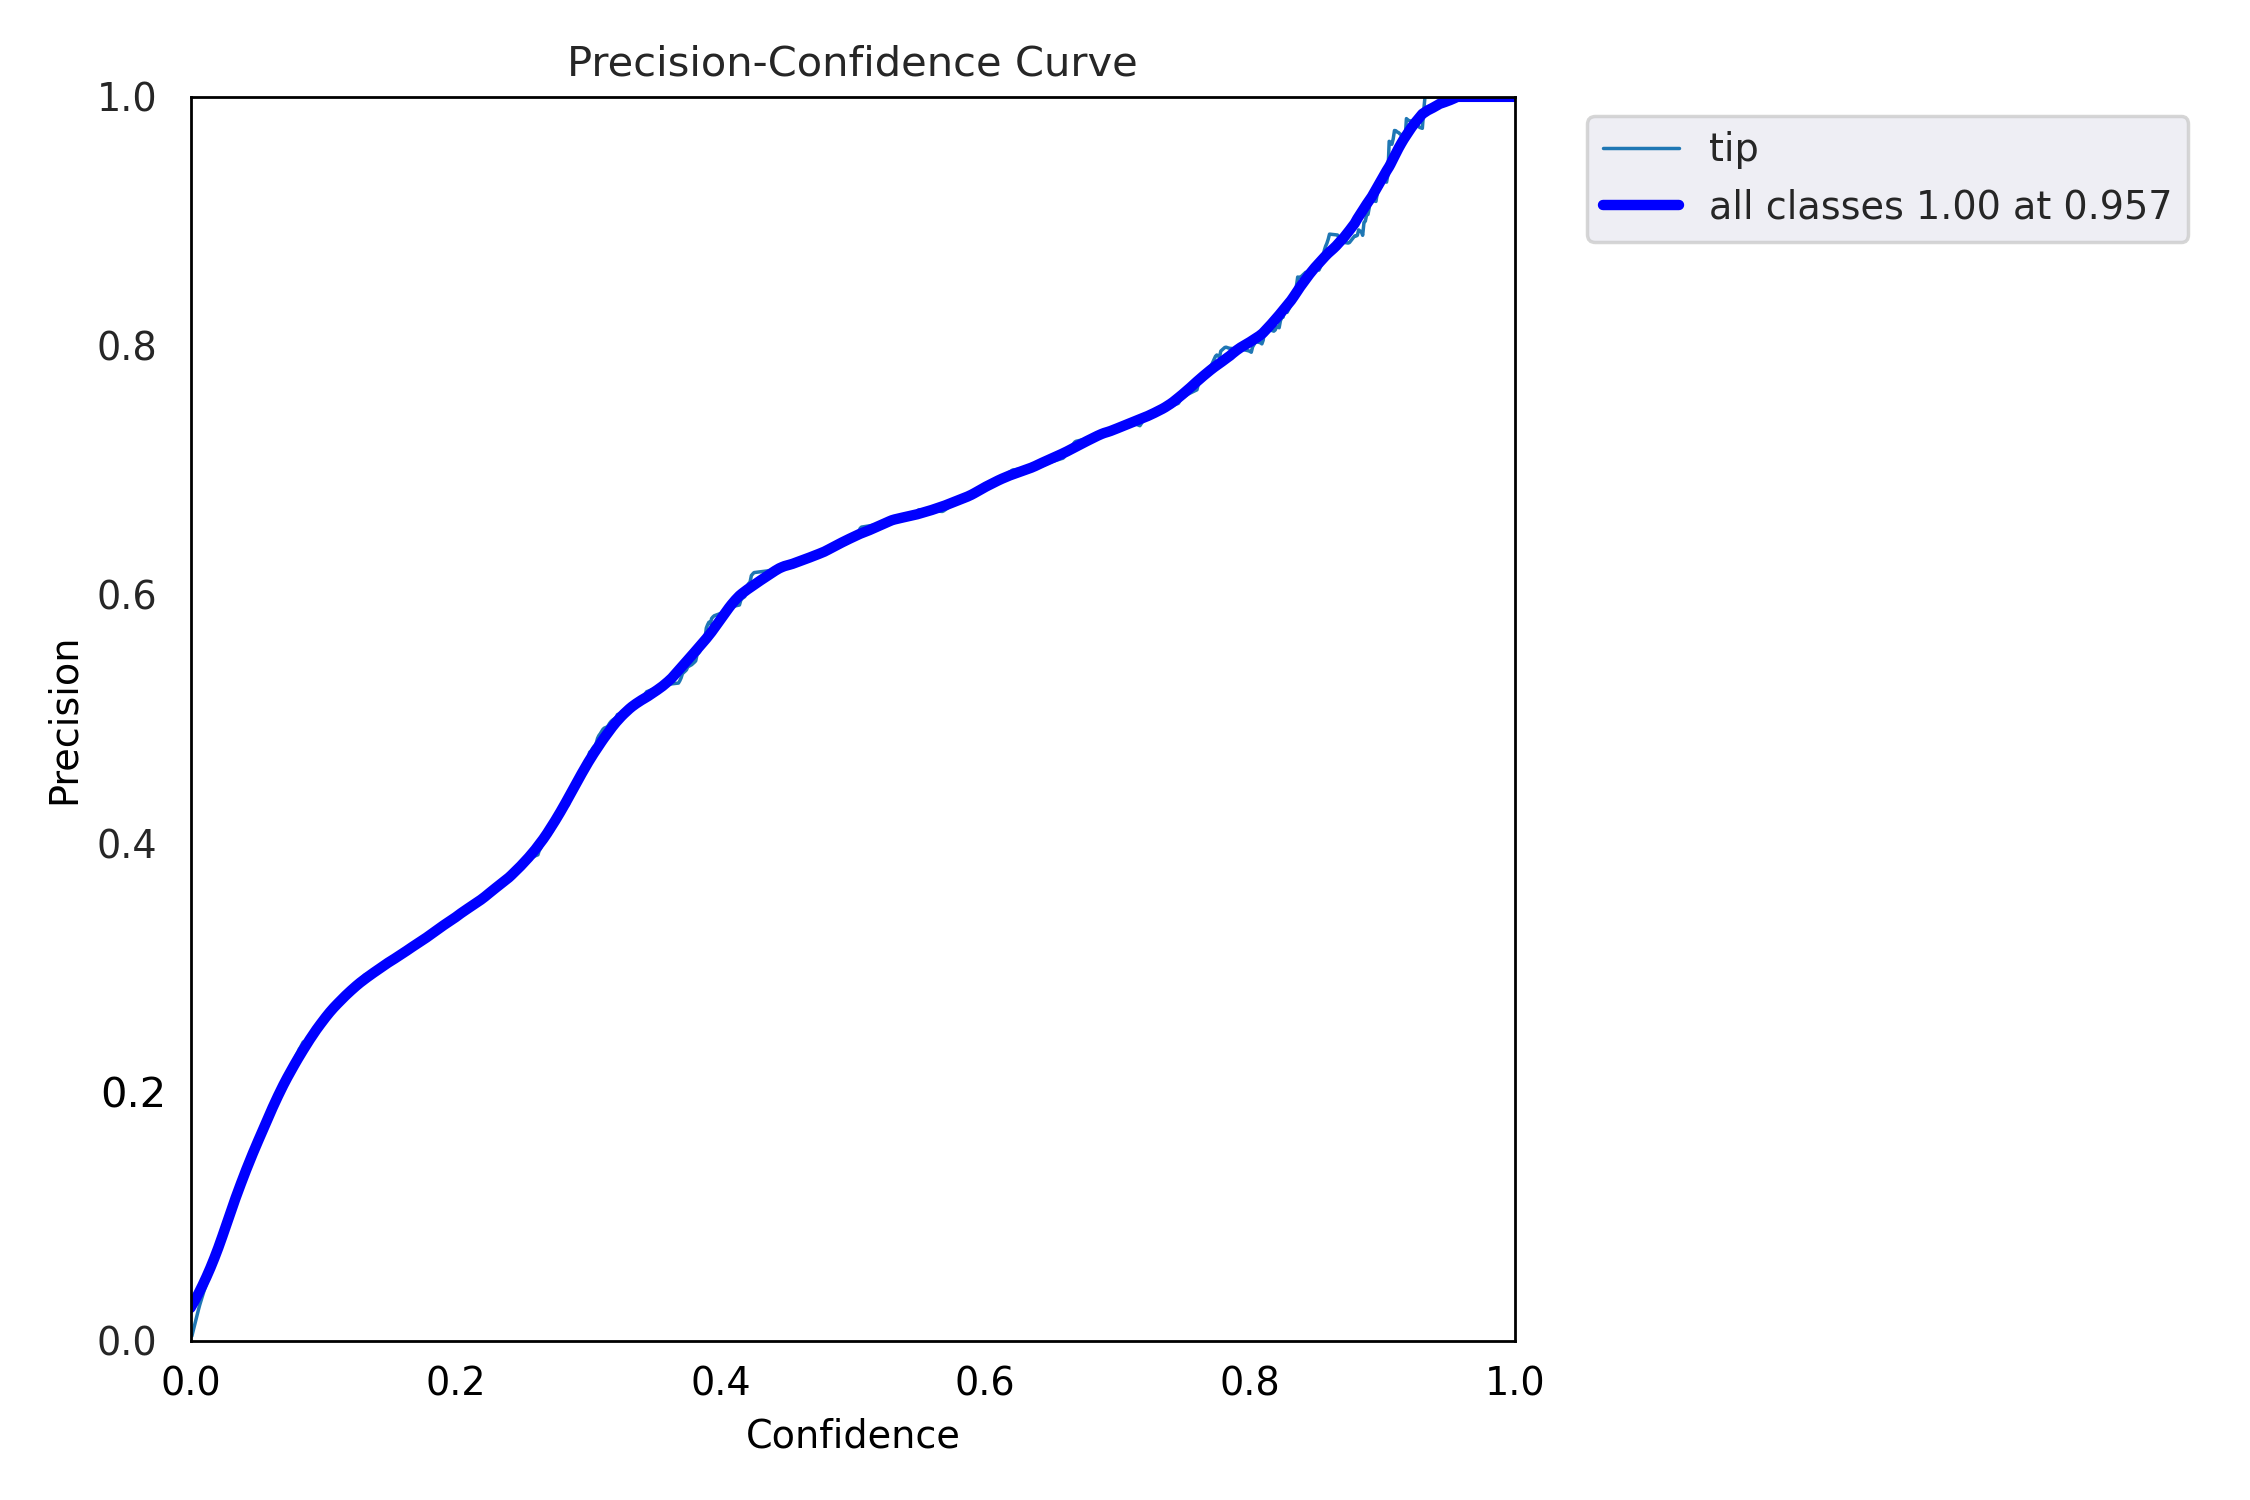 Precision-Confidence Curve
1.0
0.8
0.6
0.4
0.2
0.0
Precision
0.0 0.2 0.4 0.6 0.8 1.0
Confidence
tip
all classes 1.00 at 0.957